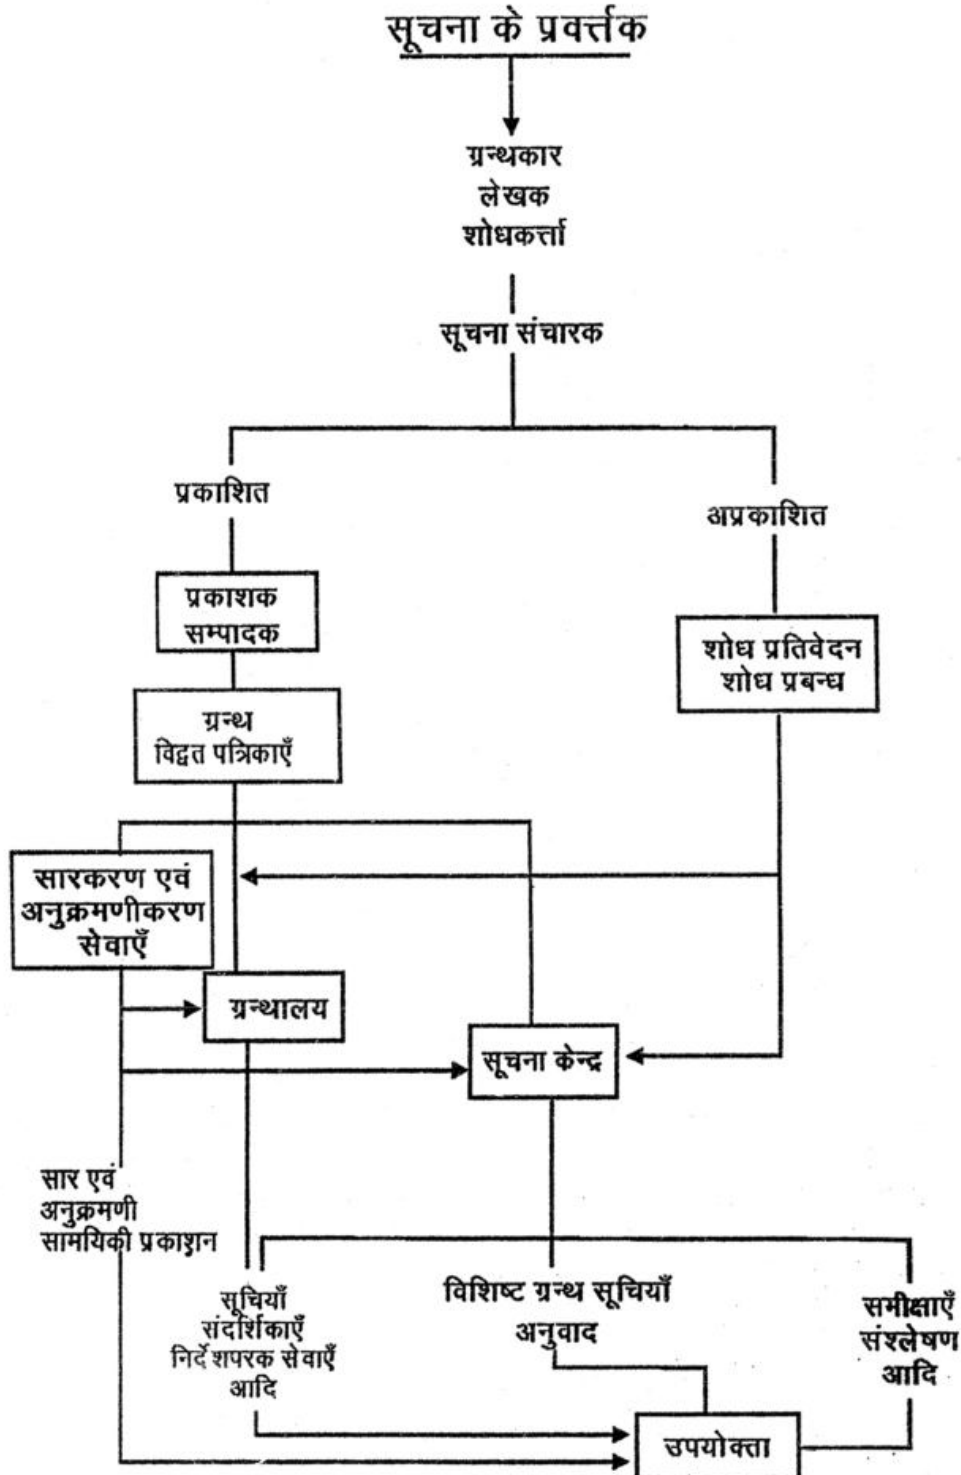 सूचना के प्रवर्त्तक
ग्रन्थकार
लेखक
शोधकर्त्ता
सूचना संचारक
प्रकाशित
अप्रकाशित
प्रकाशक
सम्पादक
शोध प्रतिवेदन
शोध प्रबन्ध
ग्रन्थ
विद्वत पत्रिकाएँ
सारकरण एवं
अनुक्रमणीकरण
सेवाएँ
ग्रन्थालय
सूचना केन्द्र
सार एवं
अनुक्रमणी
सामयिकी प्रकाशन
सूचियाँ
संदर्शिकाएँ
निर्देशपरक सेवाएँ
आदि
विशिष्ट ग्रन्थ सूचियाँ
अनुवाद
समीक्षाएँ
संश्लेषण
आदि
उपयोक्ता